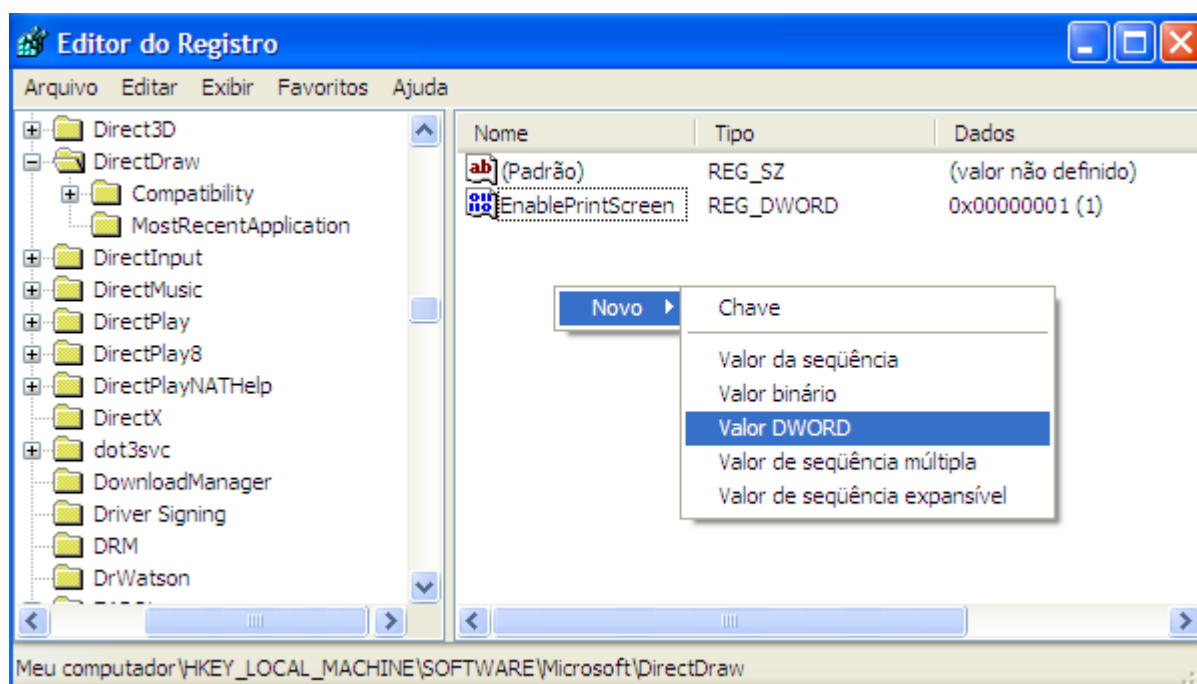 Editor do Registro
Arquivo Editar Exibir Favoritos Ajuda
Direct3D
DirectDraw
Compatibility
MostRecentApplication
DirectInput
DirectMusic
DirectPlay
DirectPlay8
DirectPlayNATHelp
DirectX
dot3svc
DownloadManager
Driver Signing
DRM
DrWatson
Nome Tipo Dados
(Padrão) REG_SZ (valor não definido)
EnablePrintScreen REG_DWORD 0x00000001 (1)
Novo
Chave
Valor da seqüência
Valor binário
Valor DWORD
Valor de seqüência múltipla
Valor de seqüência expansível
Meu computador\HKEY_LOCAL_MACHINE\SOFTWARE\Microsoft\DirectDraw